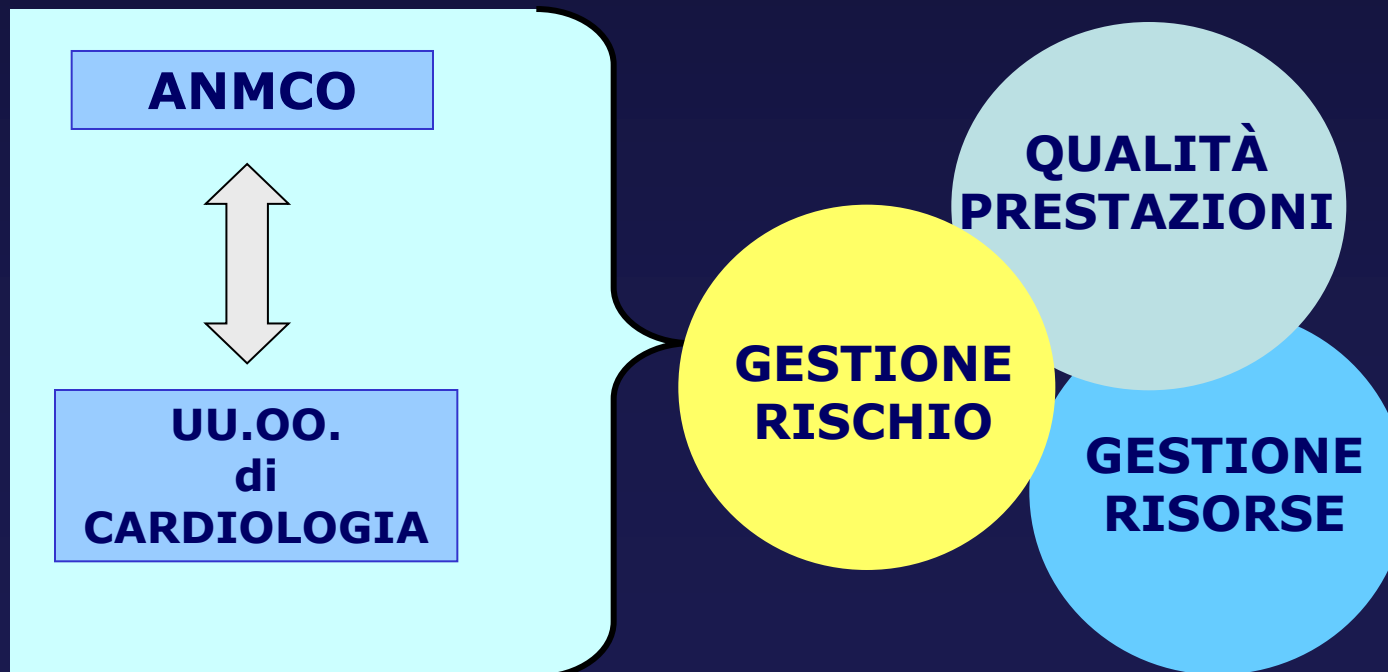 ANMCO
UU.OO.
di
CARDIOLOGIA
GESTIONE
RISCHIO
QUALITÀ
PRESTAZIONI
GESTIONE
RISORSE